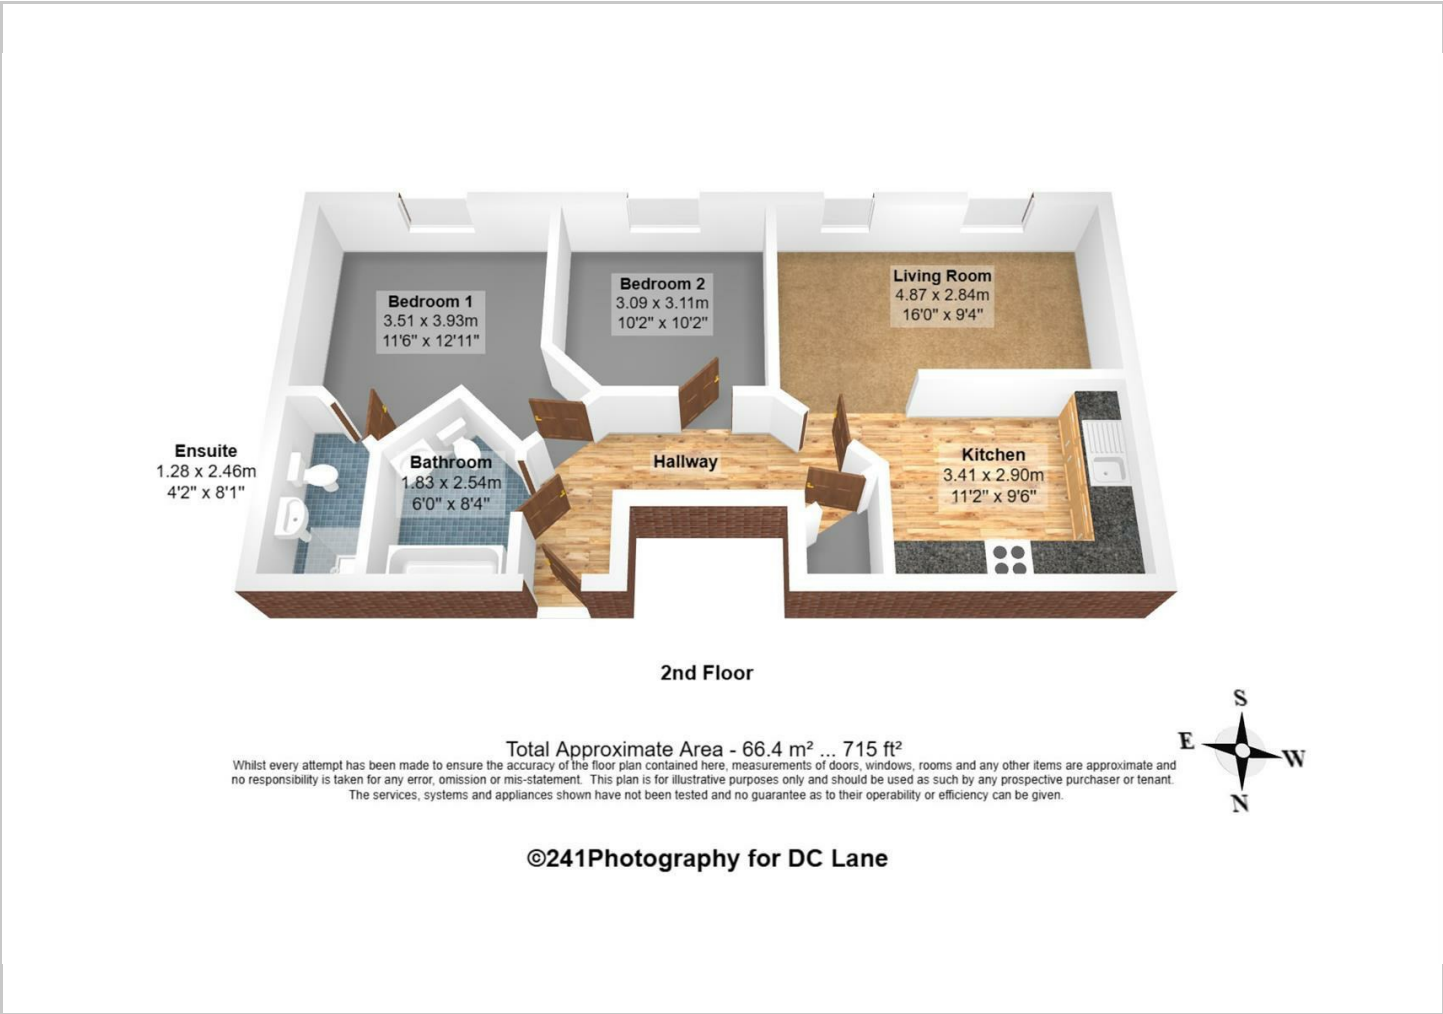 Bedroom 1
3.51 x 3.93m
11'6" x 12'11"
Bedroom 2
3.09 x 3.11m
10'2" x 10'2"
Living Room
4.87 x 2.84m
16'0" x 9'4"
Ensuite
1.28 x 2.46m
4'2" x 8'1"
Bathroom
1.83 x 2.54m
6'0" x 8'4"
Hallway
Kitchen
3.41 x 2.90m
11'2" x 9'6"
2nd Floor
S
E
W
N
Total Approximate Area - 66.4 m² ... 715 ft²
Whilst every attempt has been made to ensure the accuracy of the floor plan contained here, measurements of doors, windows, rooms and any other items are approximate and
no responsibility is taken for any error, omission or mis-statement. This plan is for illustrative purposes only and should be used as such by any prospective purchaser or tenant.
The services, systems and appliances shown have not been tested and no guarantee as to their operability or efficiency can be given.
©241Photography for DC Lane